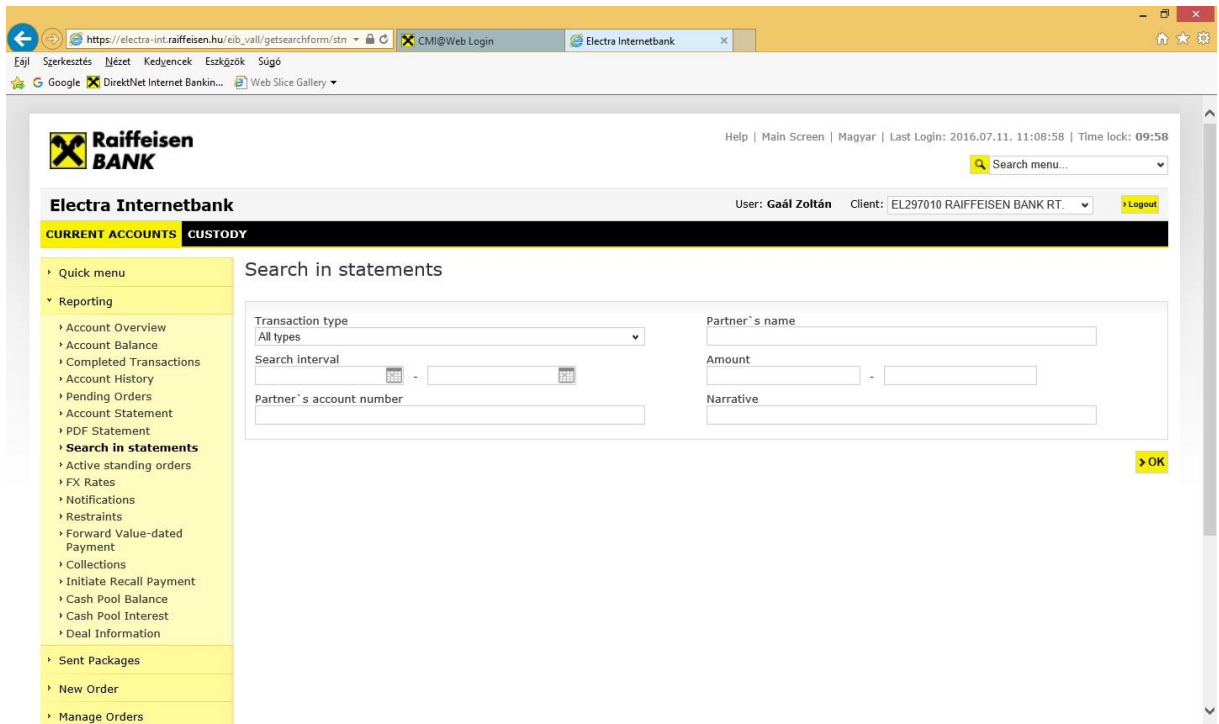 https://electra-int.raiffeisen.hu/eib_vall/getsearchform/stm
CMI@Web Login
Electra Internetbank
Fájl Szerkesztés Nézet Kedvencek Eszközök Súgó
Google DirektNet Internet Bankin... Web Slice Gallery
Raiffeisen
BANK
Help | Main Screen | Magyar | Last Login: 2016.07.11. 11:08:58 | Time lock: 09:58
Search menu...
Electra Internetbank
User: Gaál Zoltán Client: EL297010 RAIFFEISEN BANK RT. Logout
CURRENT ACCOUNTS CUSTODY
Quick menu
Reporting
Account Overview
Account Balance
Completed Transactions
Account History
Pending Orders
Account Statement
PDF Statement
Search in statements
Active standing orders
FX Rates
Notifications
Restraints
Forward Value-dated
Payment
Collections
Initiate Recall Payment
Cash Pool Balance
Cash Pool Interest
Deal Information
Sent Packages
New Order
Manage Orders
Search in statements
Transaction type
All types
Partner`s name
Search interval
-
Amount
-
Partner`s account number
Narrative
OK